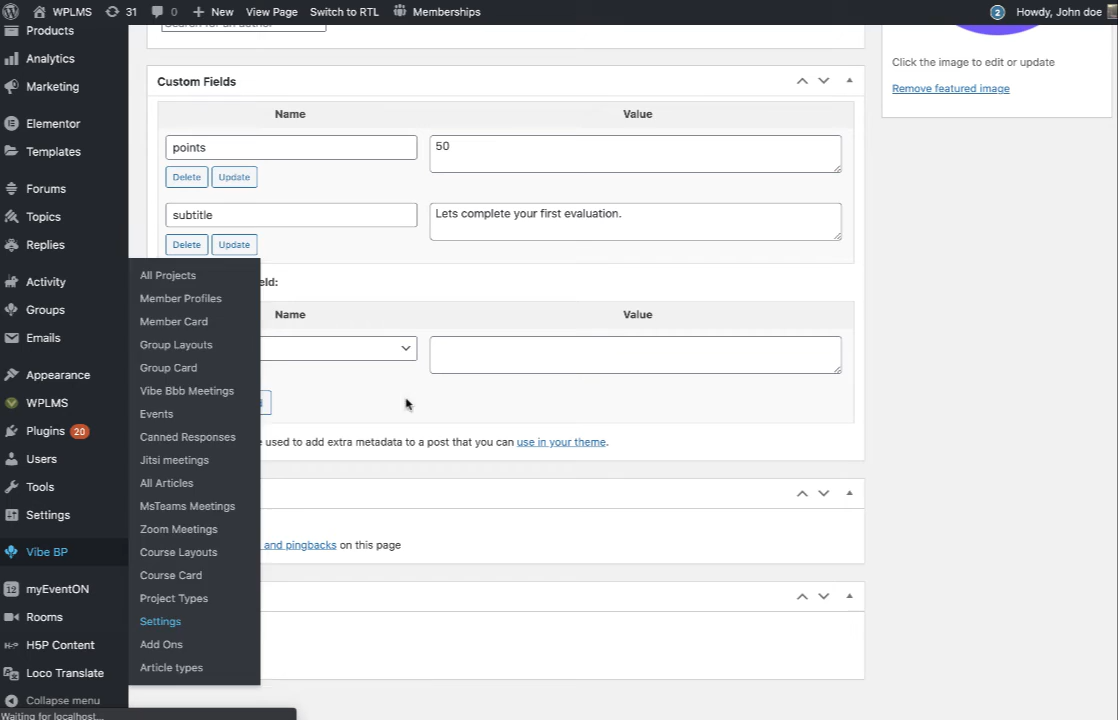 WPLMS 31 0 New View Page Switch to RTL Memberships 2 Howdy, John doe
Products
Analytics
Marketing
Elementor
Templates
Forums
Topics
Replies
Activity
Groups
Emails
Appearance
WPLMS
Plugins 20
Users
Tools
Settings
Vibe BP
12 myEventON
Rooms
H5P H5P Content
Loco Translate
Collapse menu
Waiting for localhost...
All Projects
Member Profiles
Member Card
Group Layouts
Group Card
Vibe Bbb Meetings
Events
Canned Responses
Jitsi meetings
All Articles
MsTeams Meetings
Zoom Meetings
Course Layouts
Course Card
Project Types
Settings
Add Ons
Article types
Search for an author
Custom Fields
Name Value
points 50
Delete Update
subtitle Lets complete your first evaluation.
Delete Update
eld:
Name Value
used to add extra metadata to a post that you can use in your theme.
and pingbacks on this page
Click the image to edit or update
Remove featured image